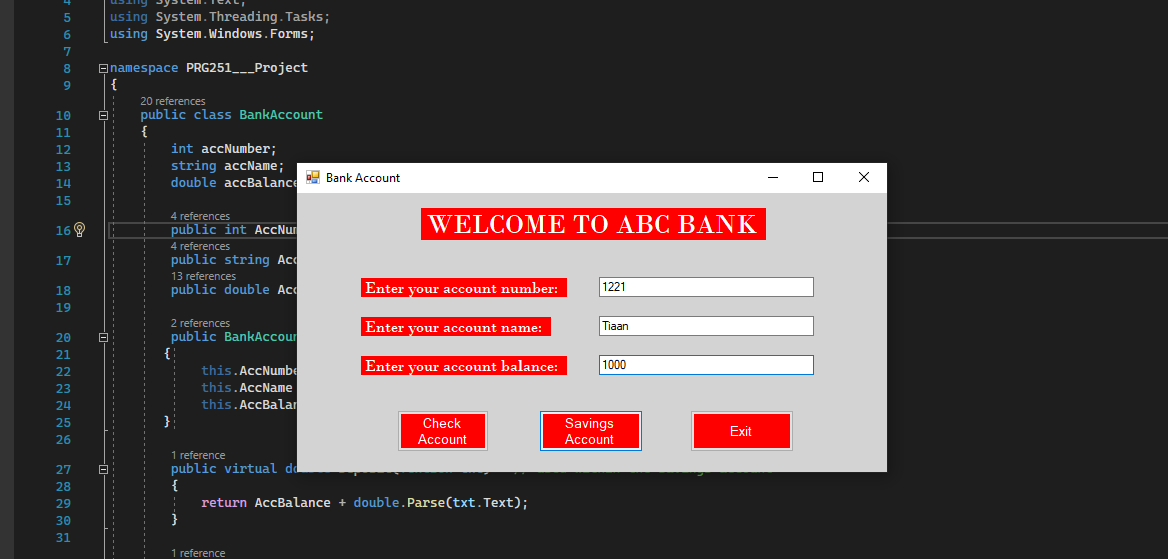 4 using System.Text;
5 using System.Threading.Tasks;
6 using System.Windows.Forms;
7
8 namespace PRG251___Project
9 {
20 references
10 public class BankAccount
11 {
12 int accNumber;
13 string accName;
14 double accBalance
15
4 references
16 public int AccNum
4 references
17 public string Acc
13 references
18 public double Acc
19
2 references
20 public BankAccoun
21 {
22 this.AccNumbe
23 this.AccName
24 this.AccBalan
25 }
26
1 reference
27 public virtual
28 {
29 return AccBalance + double.Parse(txt.Text);
30 }
31
1 reference
Bank Account
WELCOME TO ABC BANK
Enter your account number: 1221
Enter your account name: Tiaan
Enter your account balance: 1000
Check
Account
Savings
Account
Exit